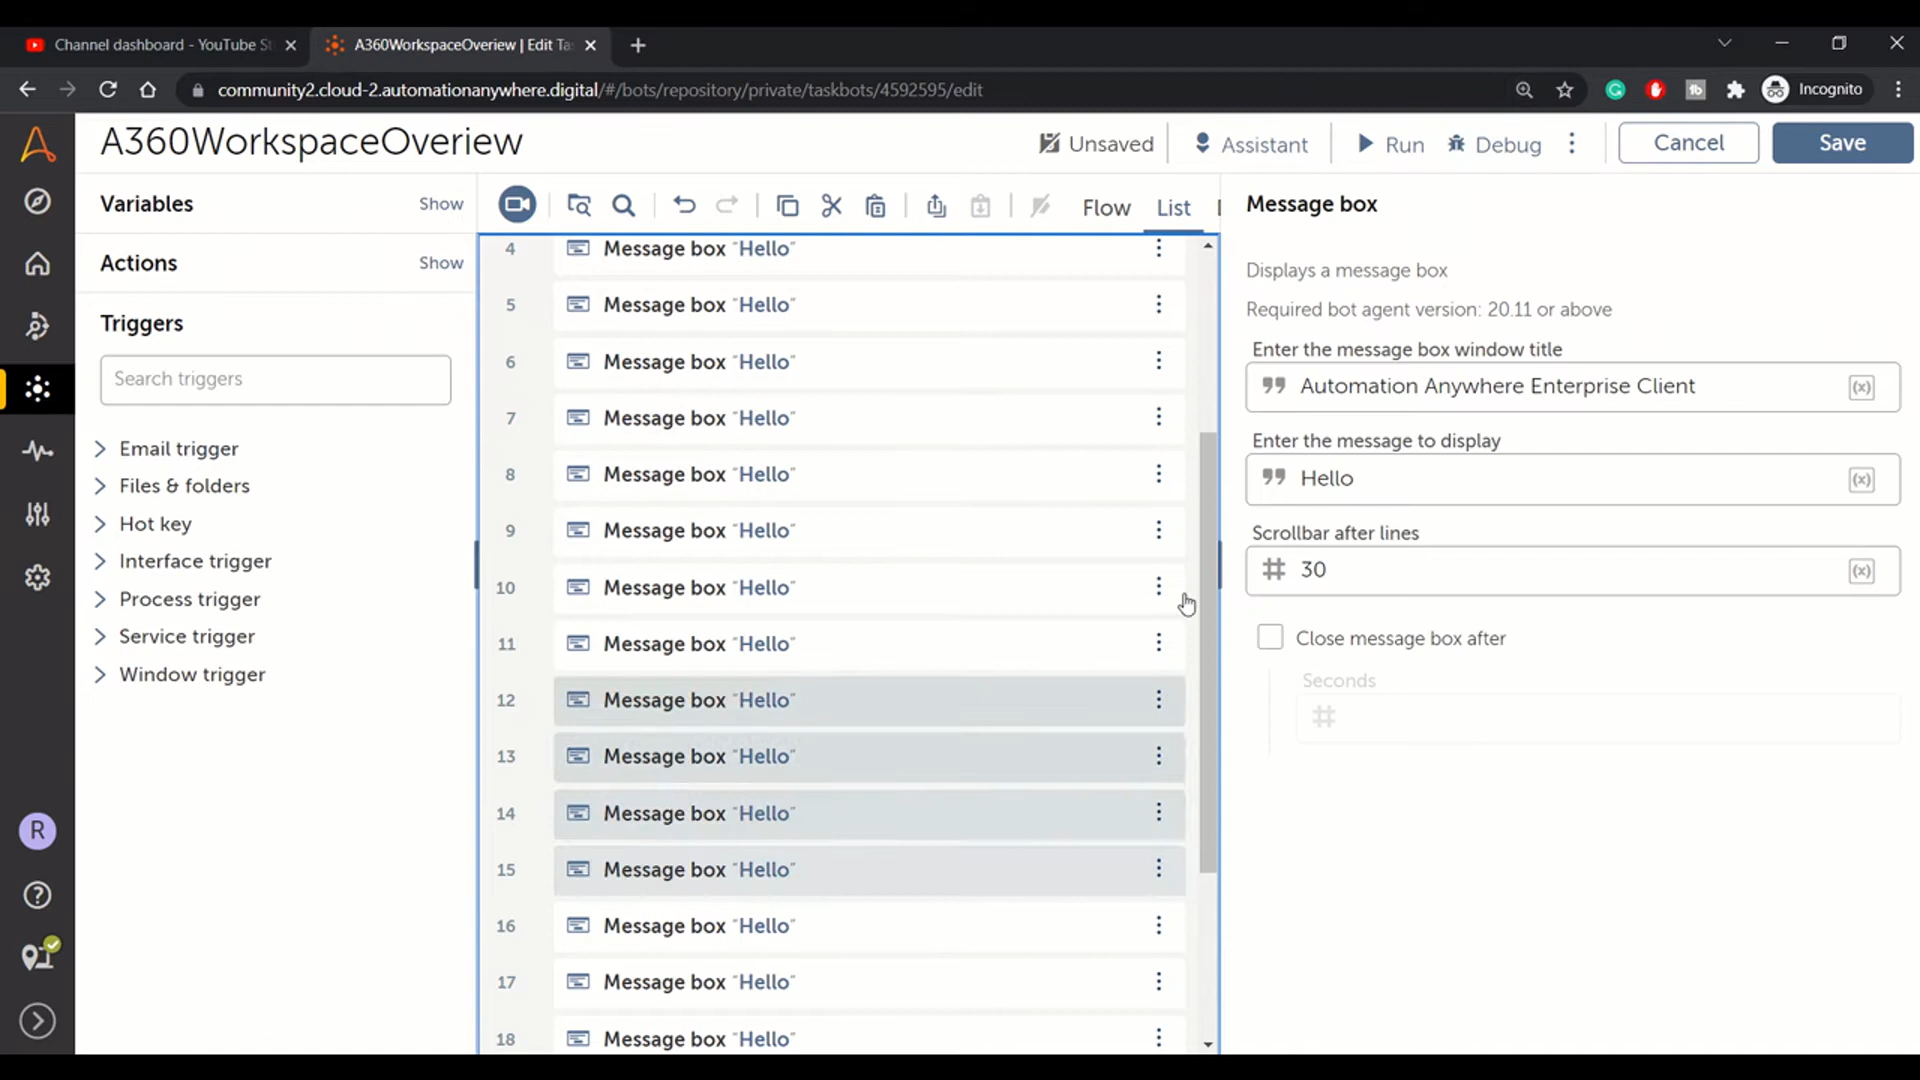 Channel dashboard - YouTube St
A360WorkspaceOveriew | Edit Ta
community2.cloud-2.automationanywhere.digital/#/bots/repository/private/taskbots/4592595/edit
Incognito
A360WorkspaceOveriew
Unsaved
Assistant
Run
Debug
Cancel
Save
Variables
Show
Actions
Show
Triggers
Search triggers
Email trigger
Files & folders
Hot key
Interface trigger
Process trigger
Service trigger
Window trigger
R
Flow
List
4 Message box "Hello"
5 Message box "Hello"
6 Message box "Hello"
7 Message box "Hello"
8 Message box "Hello"
9 Message box "Hello"
10 Message box "Hello"
11 Message box "Hello"
12 Message box "Hello"
13 Message box "Hello"
14 Message box "Hello"
15 Message box "Hello"
16 Message box "Hello"
17 Message box "Hello"
18 Message box "Hello"
Message box
Displays a message box
Required bot agent version: 20.11 or above
Enter the message box window title
Automation Anywhere Enterprise Client
(x)
Enter the message to display
Hello
(x)
Scrollbar after lines
# 30
(x)
Close message box after
Seconds
#